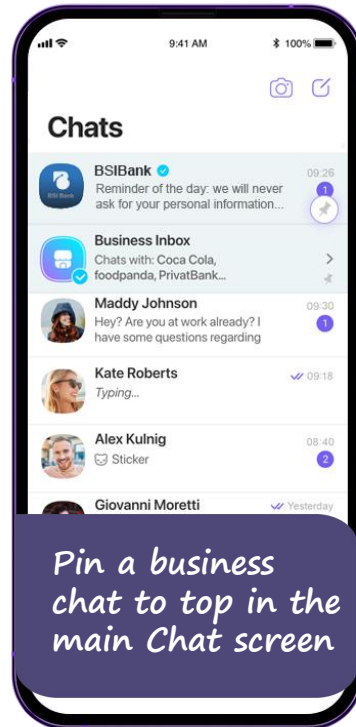 9:41 AM
100%
Chats
BSIBank
09:26
Reminder of the day: we will never
1
ask for your personal information...
BSI Bank
Business Inbox
Chats with: Coca Cola,
foodpanda, PrivatBank...
Maddy Johnson
09:30
Hey? Are you at work already? I
1
have some questions regarding
Kate Roberts
09:18
Typing...
Alex Kulnig
08:40
Sticker
2
Giovanni Moretti
Yesterday
Pin a business
chat to top in the
main Chat screen